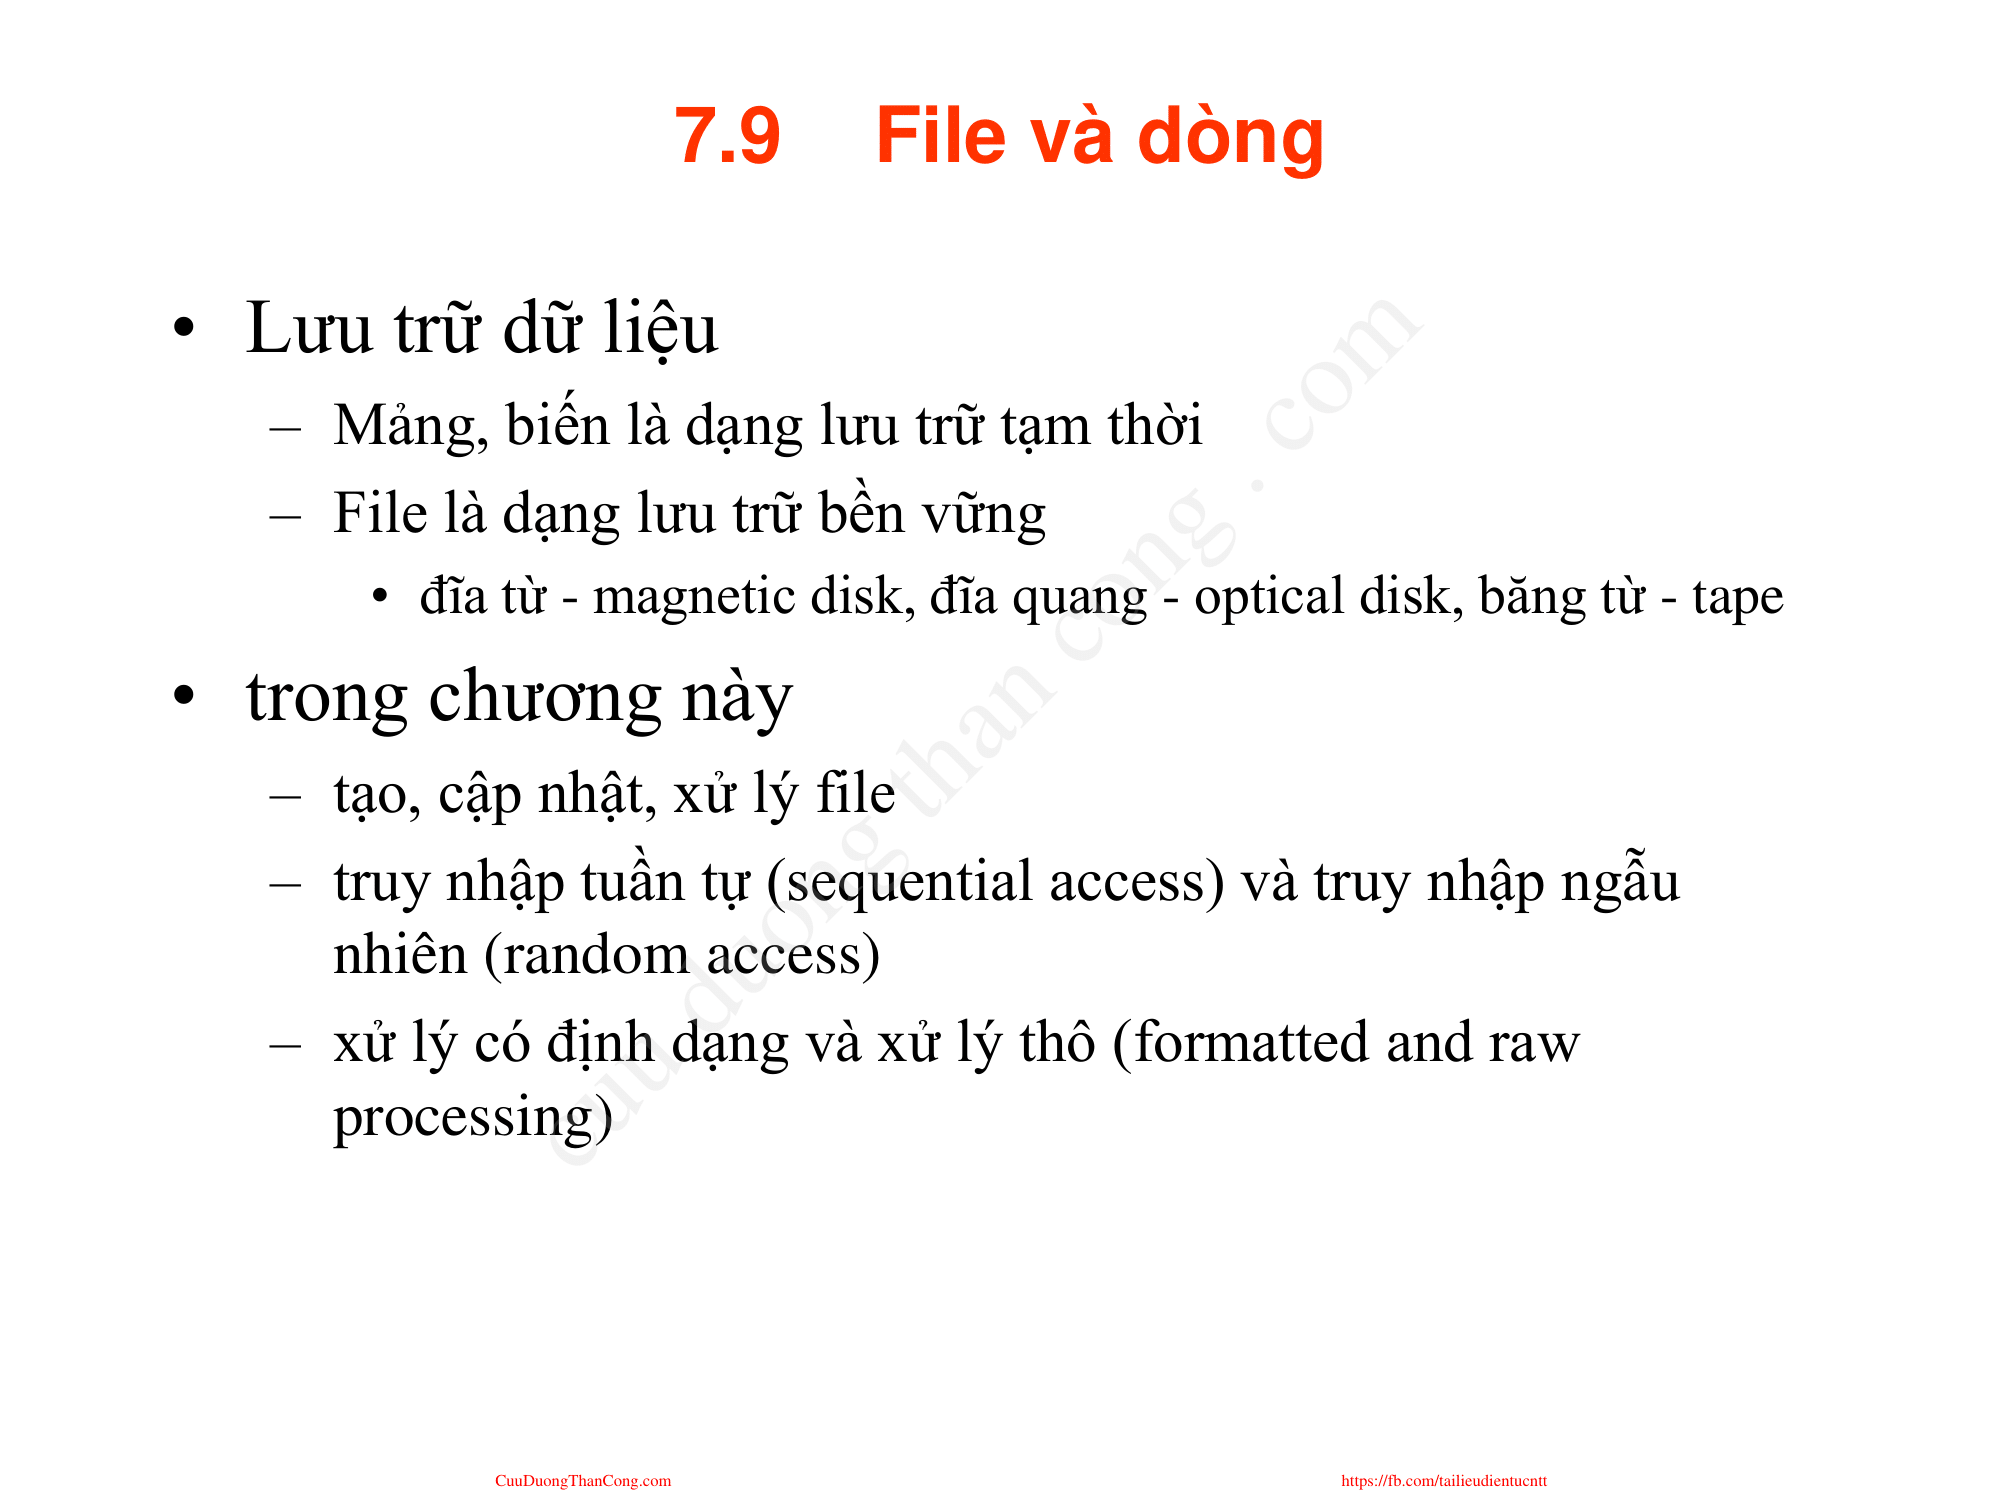 7.9 File và dòng
• Lưu trữ dữ liệu
– Mảng, biến là dạng lưu trữ tạm thời
– File là dạng lưu trữ bền vững
• đĩa từ - magnetic disk, đĩa quang - optical disk, băng từ - tape
• trong chương này
– tạo, cập nhật, xử lý file
– truy nhập tuần tự (sequential access) và truy nhập ngẫu
nhiên (random access)
– xử lý có định dạng và xử lý thô (formatted and raw
processing)
cuu duong than cong . com
CuuDuongThanCong.com
https://fb.com/tailieudientucntt